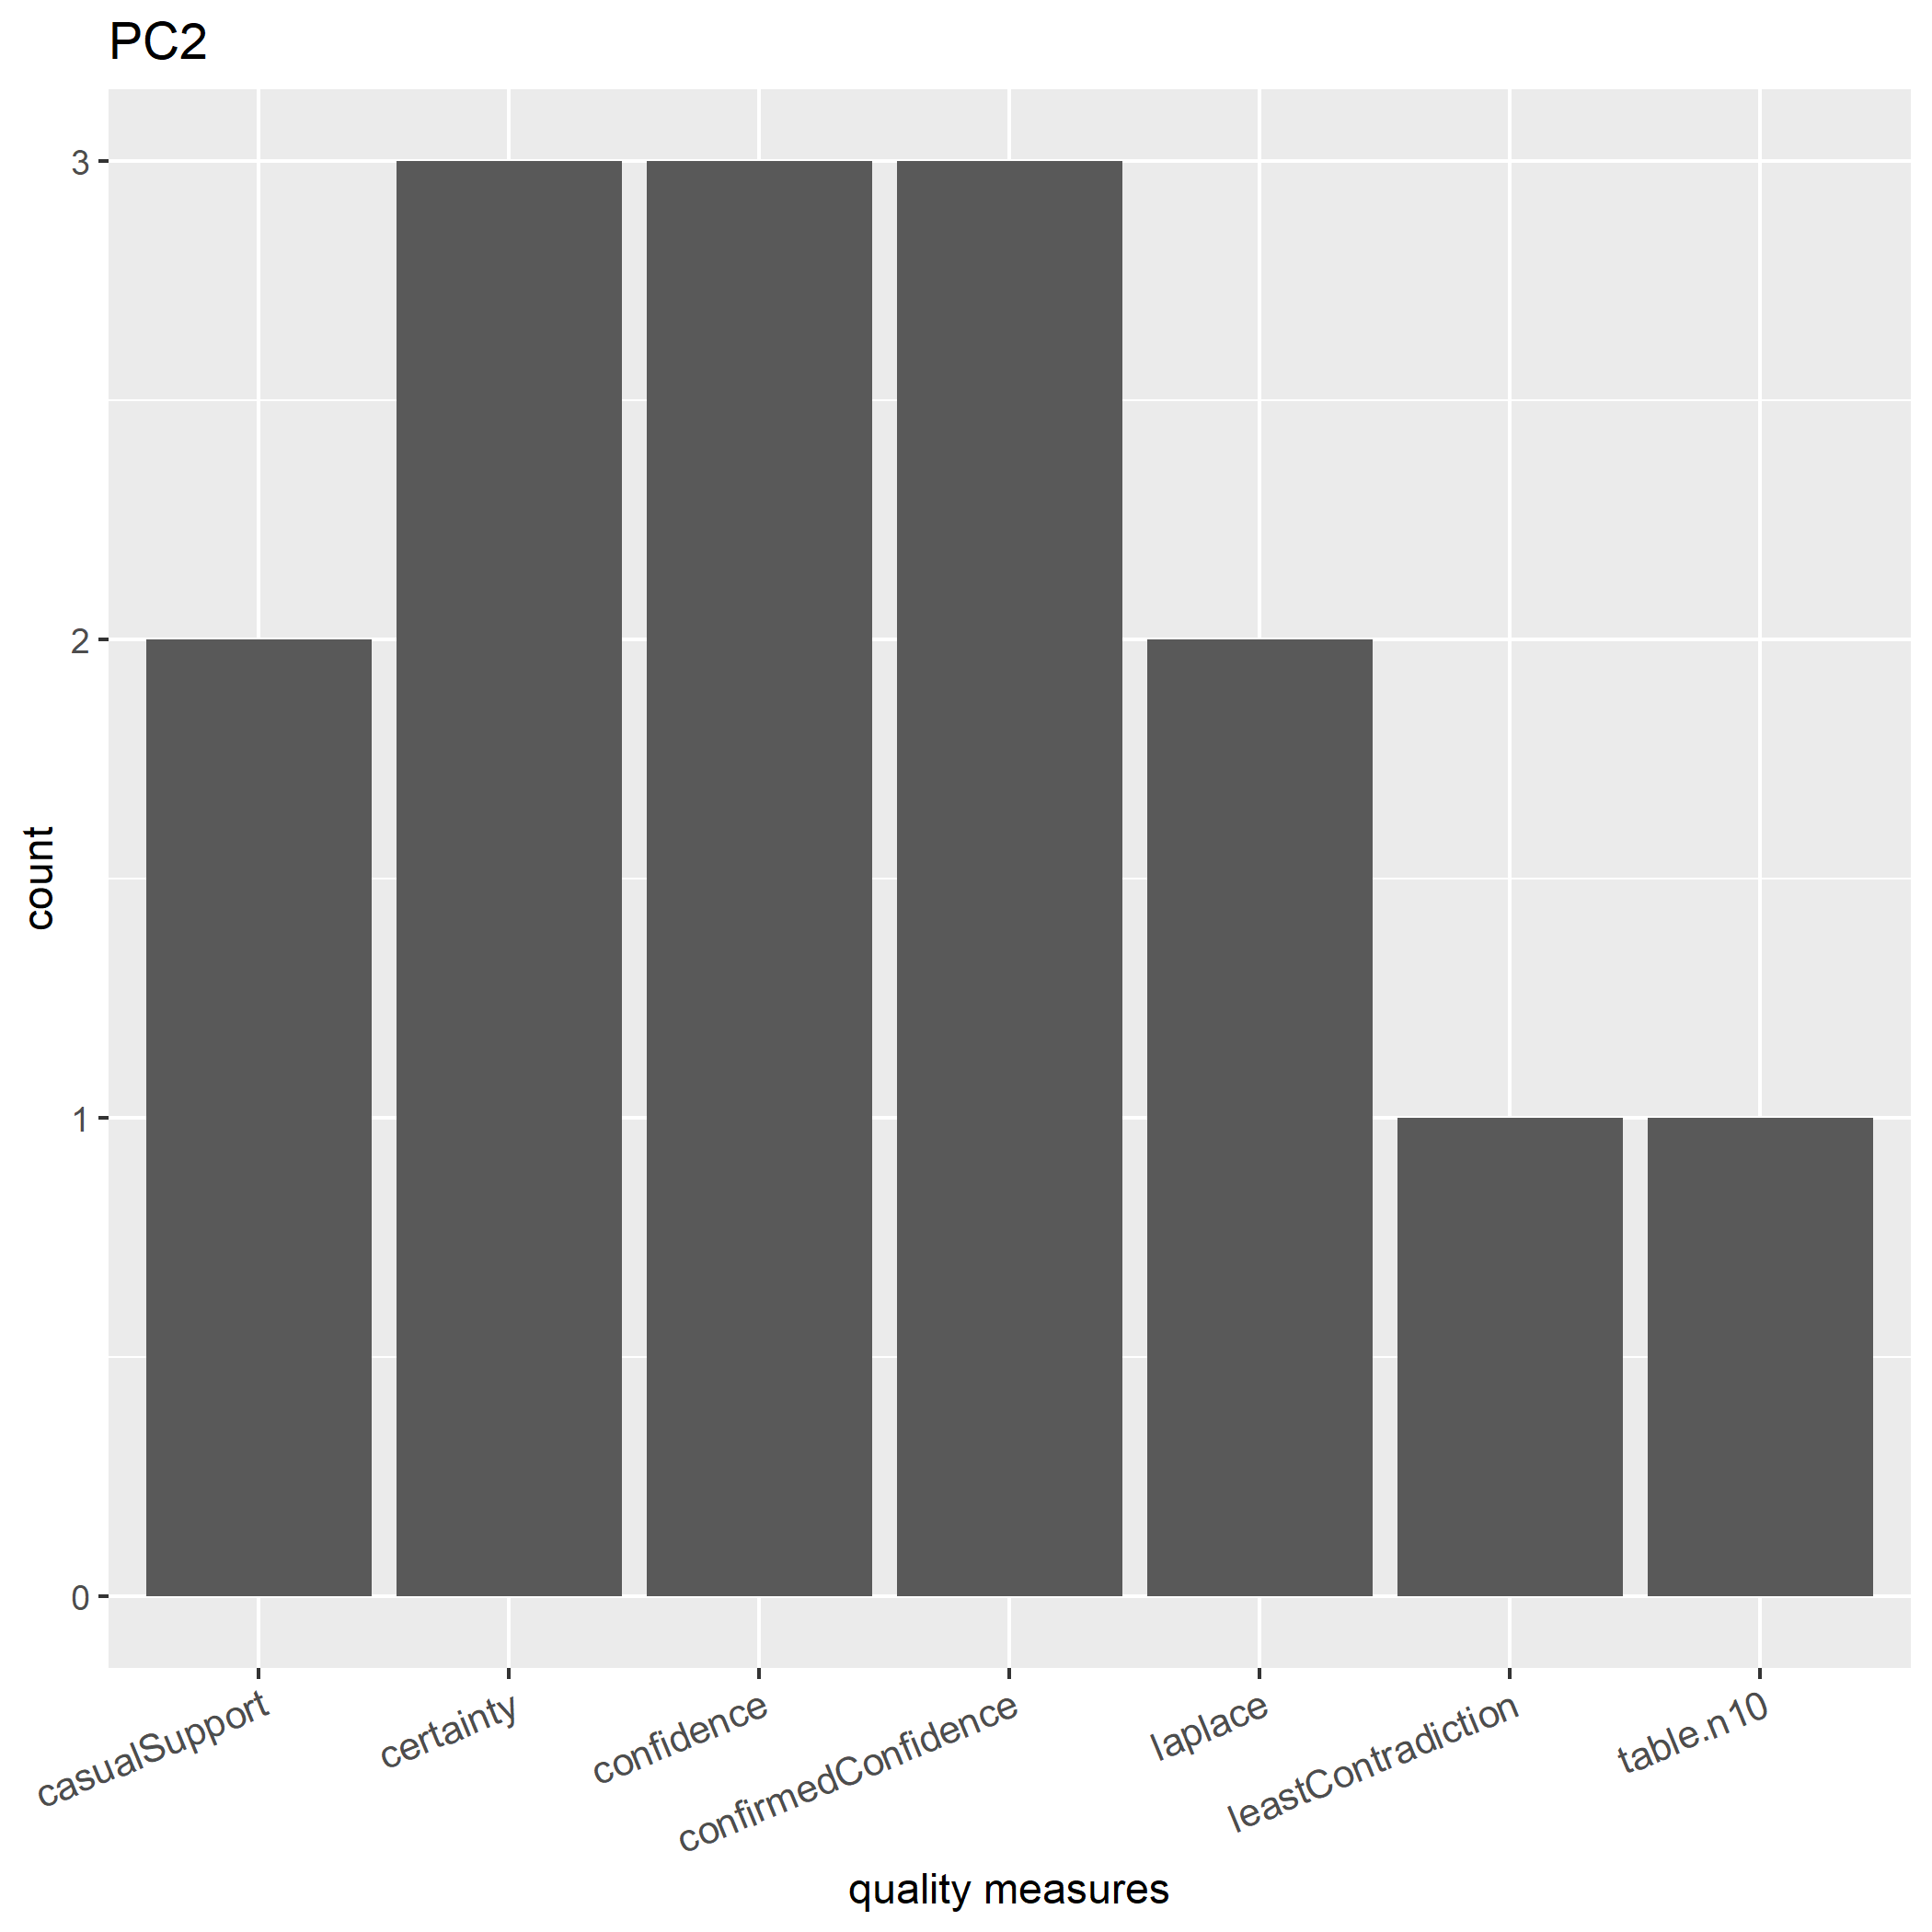 PC2
3
2
1
0
count
casualSupport
certainty
confidence
confirmedConfidence
laplace
leastContradiction
table.n10
quality measures